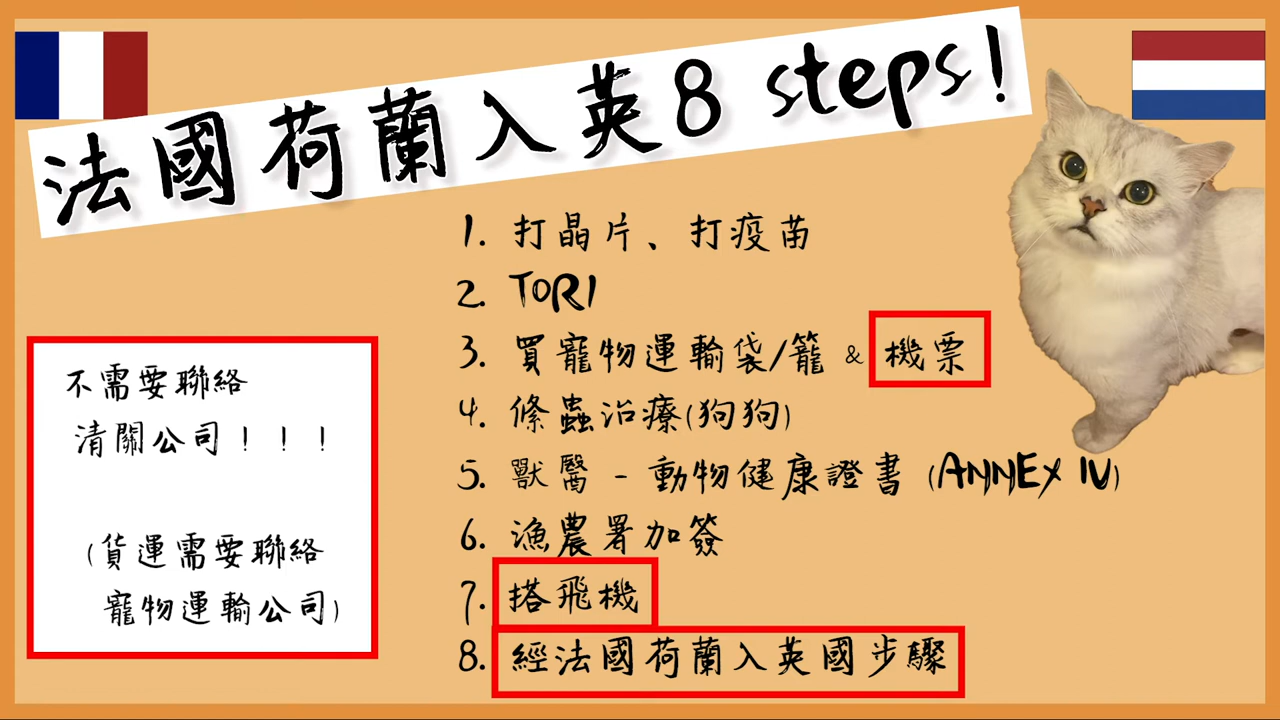 法國荷蘭入英8 steps!
1. 打晶片、打疫苗
2. TORI
3. 買寵物運輸袋/籠 & 機票
4. 絛蟲治療(狗狗)
5. 獸醫 - 動物健康證書 (ANNEX IV)
6. 漁農署加簽
7. 搭飛機
8. 經法國荷蘭入英國步驟
不需要聯絡
清關公司！！！
(貨運需要聯絡
寵物運輸公司)